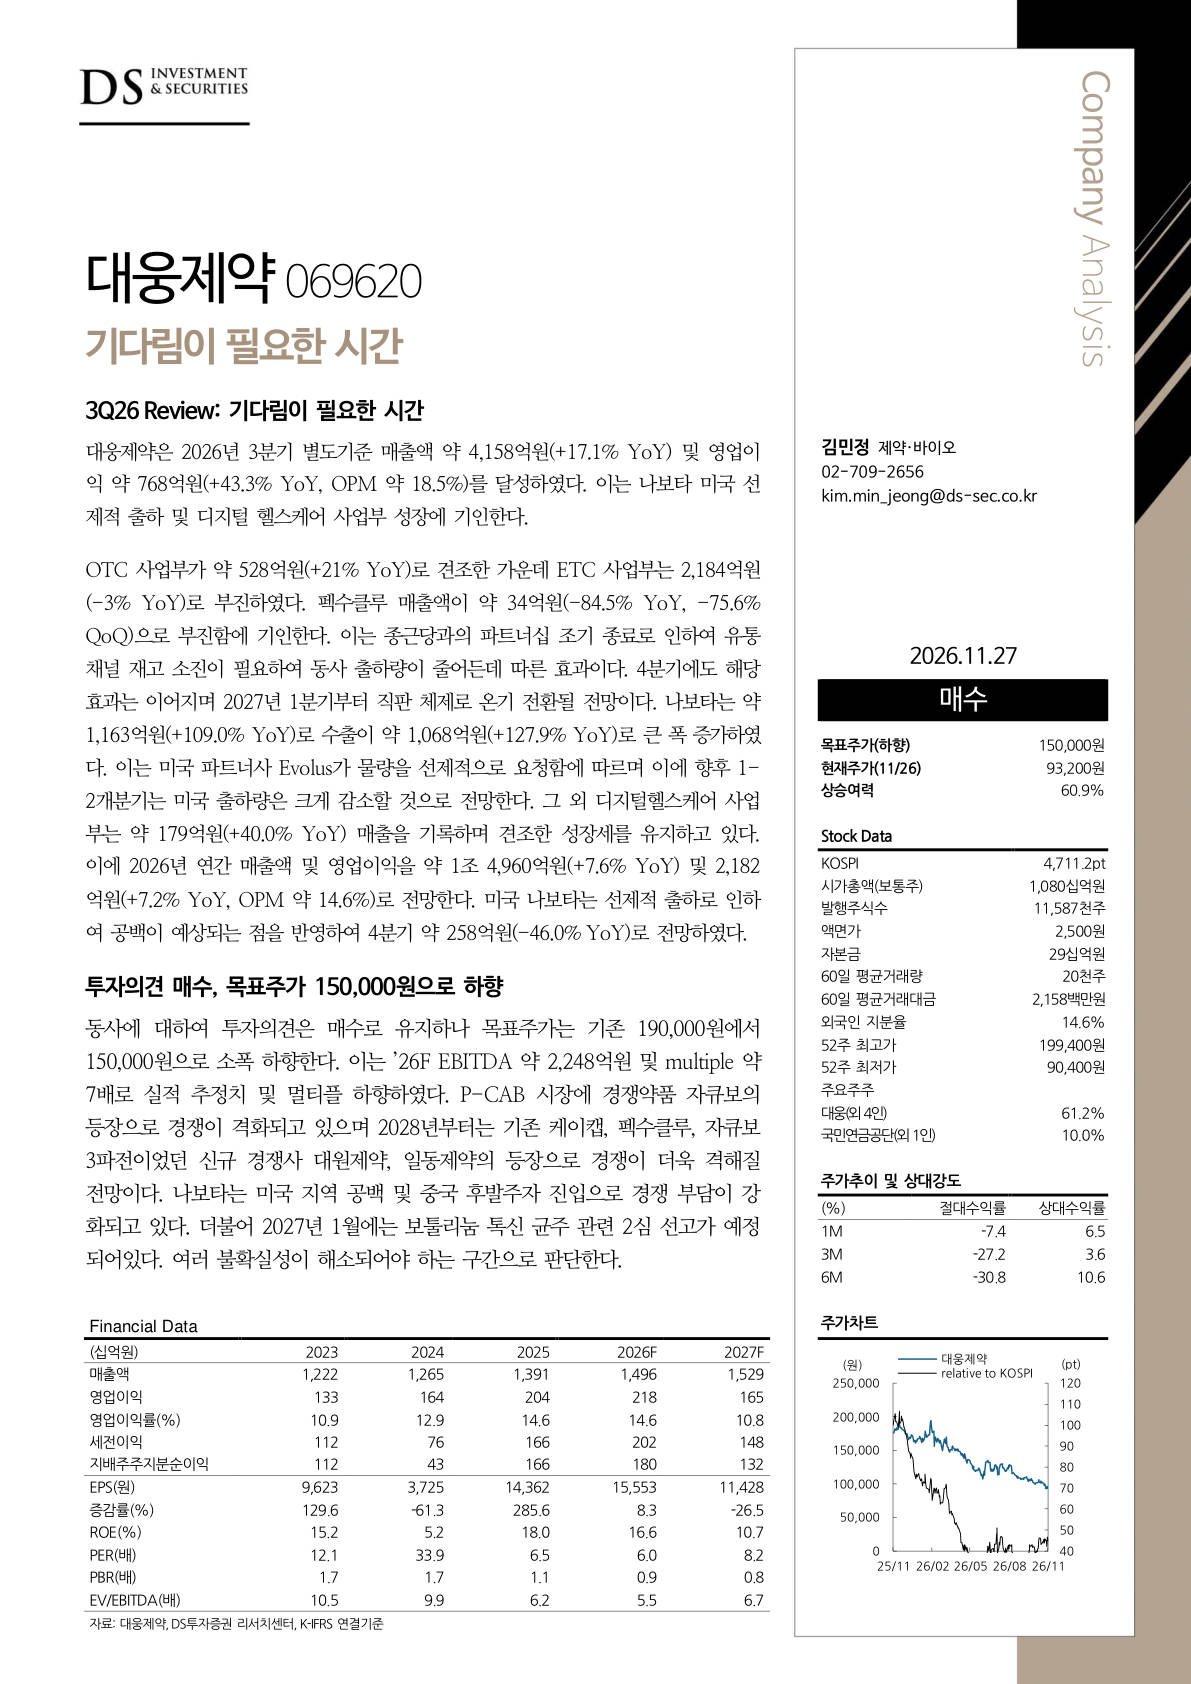 DS INVESTMENT
& SECURITIES
Company Analysis
대웅제약 069620
기다림이 필요한 시간
3Q26 Review: 기다림이 필요한 시간
대웅제약은 2026년 3분기 별도기준 매출액 약 4,158억원(+17.1% YoY) 및 영업이
익 약 768억원(+43.3% YoY, OPM 약 18.5%)를 달성하였다. 이는 나보타 미국 선
제적 출하 및 디지털 헬스케어 사업부 성장에 기인한다.
OTC 사업부가 약 528억원(+21% YoY)로 견조한 가운데 ETC 사업부는 2,184억원
(-3% YoY)로 부진하였다. 펙수클루 매출액이 약 34억원(-84.5% YoY, -75.6%
QoQ)으로 부진함에 기인한다. 이는 종근당과의 파트너십 조기 종료로 인하여 유통
채널 재고 소진이 필요하여 동사 출하량이 줄어든데 따른 효과이다. 4분기에도 해당
효과는 이어지며 2027년 1분기부터 직판 체제로 온기 전환될 전망이다. 나보타는 약
1,163억원(+109.0% YoY)로 수출이 약 1,068억원(+127.9% YoY)로 큰 폭 증가하였
다. 이는 미국 파트너사 Evolus가 물량을 선제적으로 요청함에 따르며 이에 향후 1-
2개분기는 미국 출하량은 크게 감소할 것으로 전망한다. 그 외 디지털헬스케어 사업
부는 약 179억원(+40.0% YoY) 매출을 기록하며 견조한 성장세를 유지하고 있다.
이에 2026년 연간 매출액 및 영업이익을 약 1조 4,960억원(+7.6% YoY) 및 2,182
억원(+7.2% YoY, OPM 약 14.6%)로 전망한다. 미국 나보타는 선제적 출하로 인하
여 공백이 예상되는 점을 반영하여 4분기 약 258억원(-46.0% YoY)로 전망하였다.
투자의견 매수, 목표주가 150,000원으로 하향
동사에 대하여 투자의견은 매수로 유지하나 목표주가는 기존 190,000원에서
150,000원으로 소폭 하향한다. 이는 ’26F EBITDA 약 2,248억원 및 multiple 약
7배로 실적 추정치 및 멀티플 하향하였다. P-CAB 시장에 경쟁약품 자큐보의
등장으로 경쟁이 격화되고 있으며 2028년부터는 기존 케이캡, 펙수클루, 자큐보
3파전이었던 신규 경쟁사 대원제약, 일동제약의 등장으로 경쟁이 더욱 격해질
전망이다. 나보타는 미국 지역 공백 및 중국 후발주자 진입으로 경쟁 부담이 강
화되고 있다. 더불어 2027년 1월에는 보툴리눔 톡신 균주 관련 2심 선고가 예정
되어있다. 여러 불확실성이 해소되어야 하는 구간으로 판단한다.
Financial Data
(십억원) 2023 2024 2025 2026F 2027F
매출액 1,222 1,265 1,391 1,496 1,529
영업이익 133 164 204 218 165
영업이익률(%) 10.9 12.9 14.6 14.6 10.8
세전이익 112 76 166 202 148
지배주주지분순이익 112 43 166 180 132
EPS(원) 9,623 3,725 14,362 15,553 11,428
증감률(%) 129.6 -61.3 285.6 8.3 -26.5
ROE(%) 15.2 5.2 18.0 16.6 10.7
PER(배) 12.1 33.9 6.5 6.0 8.2
PBR(배) 1.7 1.7 1.1 0.9 0.8
EV/EBITDA(배) 10.5 9.9 6.2 5.5 6.7
자료: 대웅제약, DS투자증권 리서치센터, K-IFRS 연결기준
김민정 제약·바이오
02-709-2656
kim.min_jeong@ds-sec.co.kr
2026.11.27
매수
목표주가(하향) 150,000원
현재주가(11/26) 93,200원
상승여력 60.9%
Stock Data
KOSPI 4,711.2pt
시가총액(보통주) 1,080십억원
발행주식수 11,587천주
액면가 2,500원
자본금 29십억원
60일 평균거래량 20천주
60일 평균거래대금 2,158백만원
외국인 지분율 14.6%
52주 최고가 199,400원
52주 최저가 90,400원
주요주주
대웅(외 4인) 61.2%
국민연금공단(외 1인) 10.0%
주가추이 및 상대강도
(%) 절대수익률 상대수익률
1M -7.4 6.5
3M -27.2 3.6
6M -30.8 10.6
주가차트
(원) 대웅제약 (pt)
relative to KOSPI
250,000 120
110
200,000 100
90
150,000 80
100,000 70
60
50,000 50
0 40
25/11 26/02 26/05 26/08 26/11